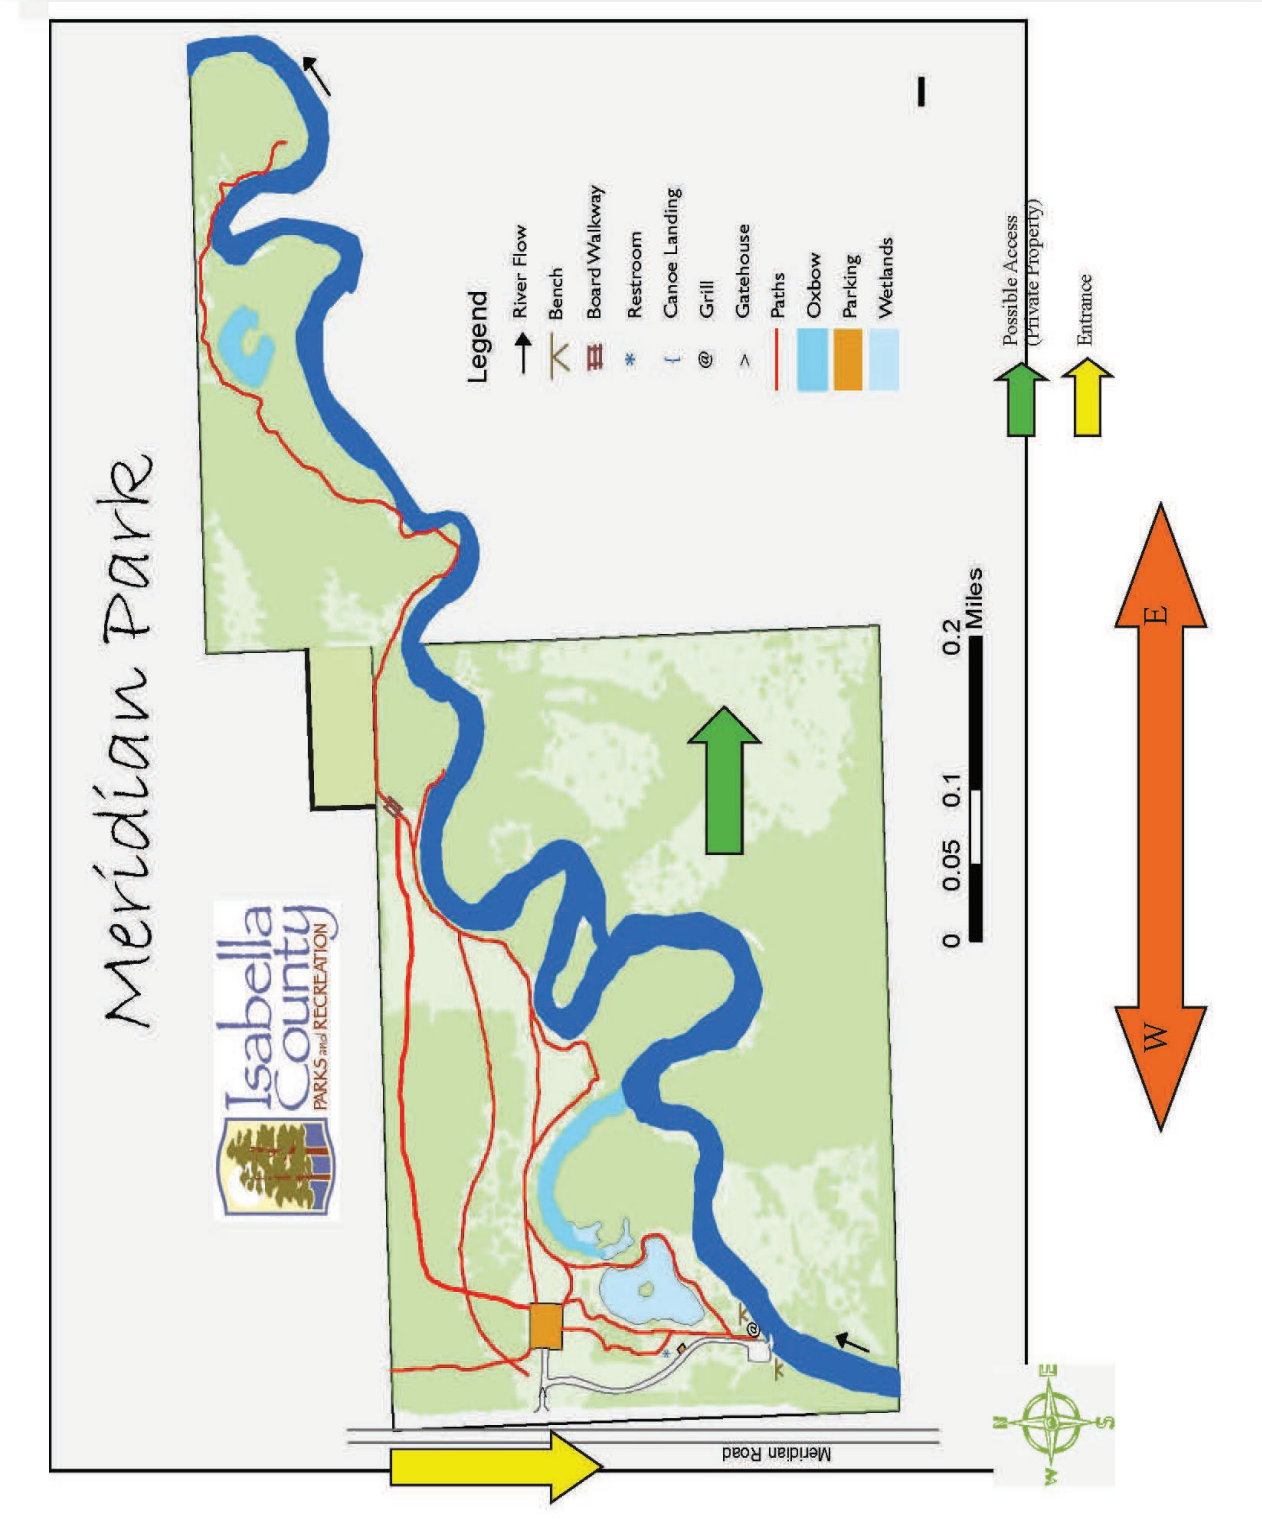 Meridian Park
Isabella
County
PARKS and RECREATION
Legend
River Flow
Bench
Board Walkway
* Restroom
{ Canoe Landing
@ Grill
> Gatehouse
Paths
Oxbow
Parking
Wetlands
Possible Access
(Private Property)
Entrance
0 0.05 0.1 0.2
Miles
W E
@
*
Meridian Road
N
W E
S